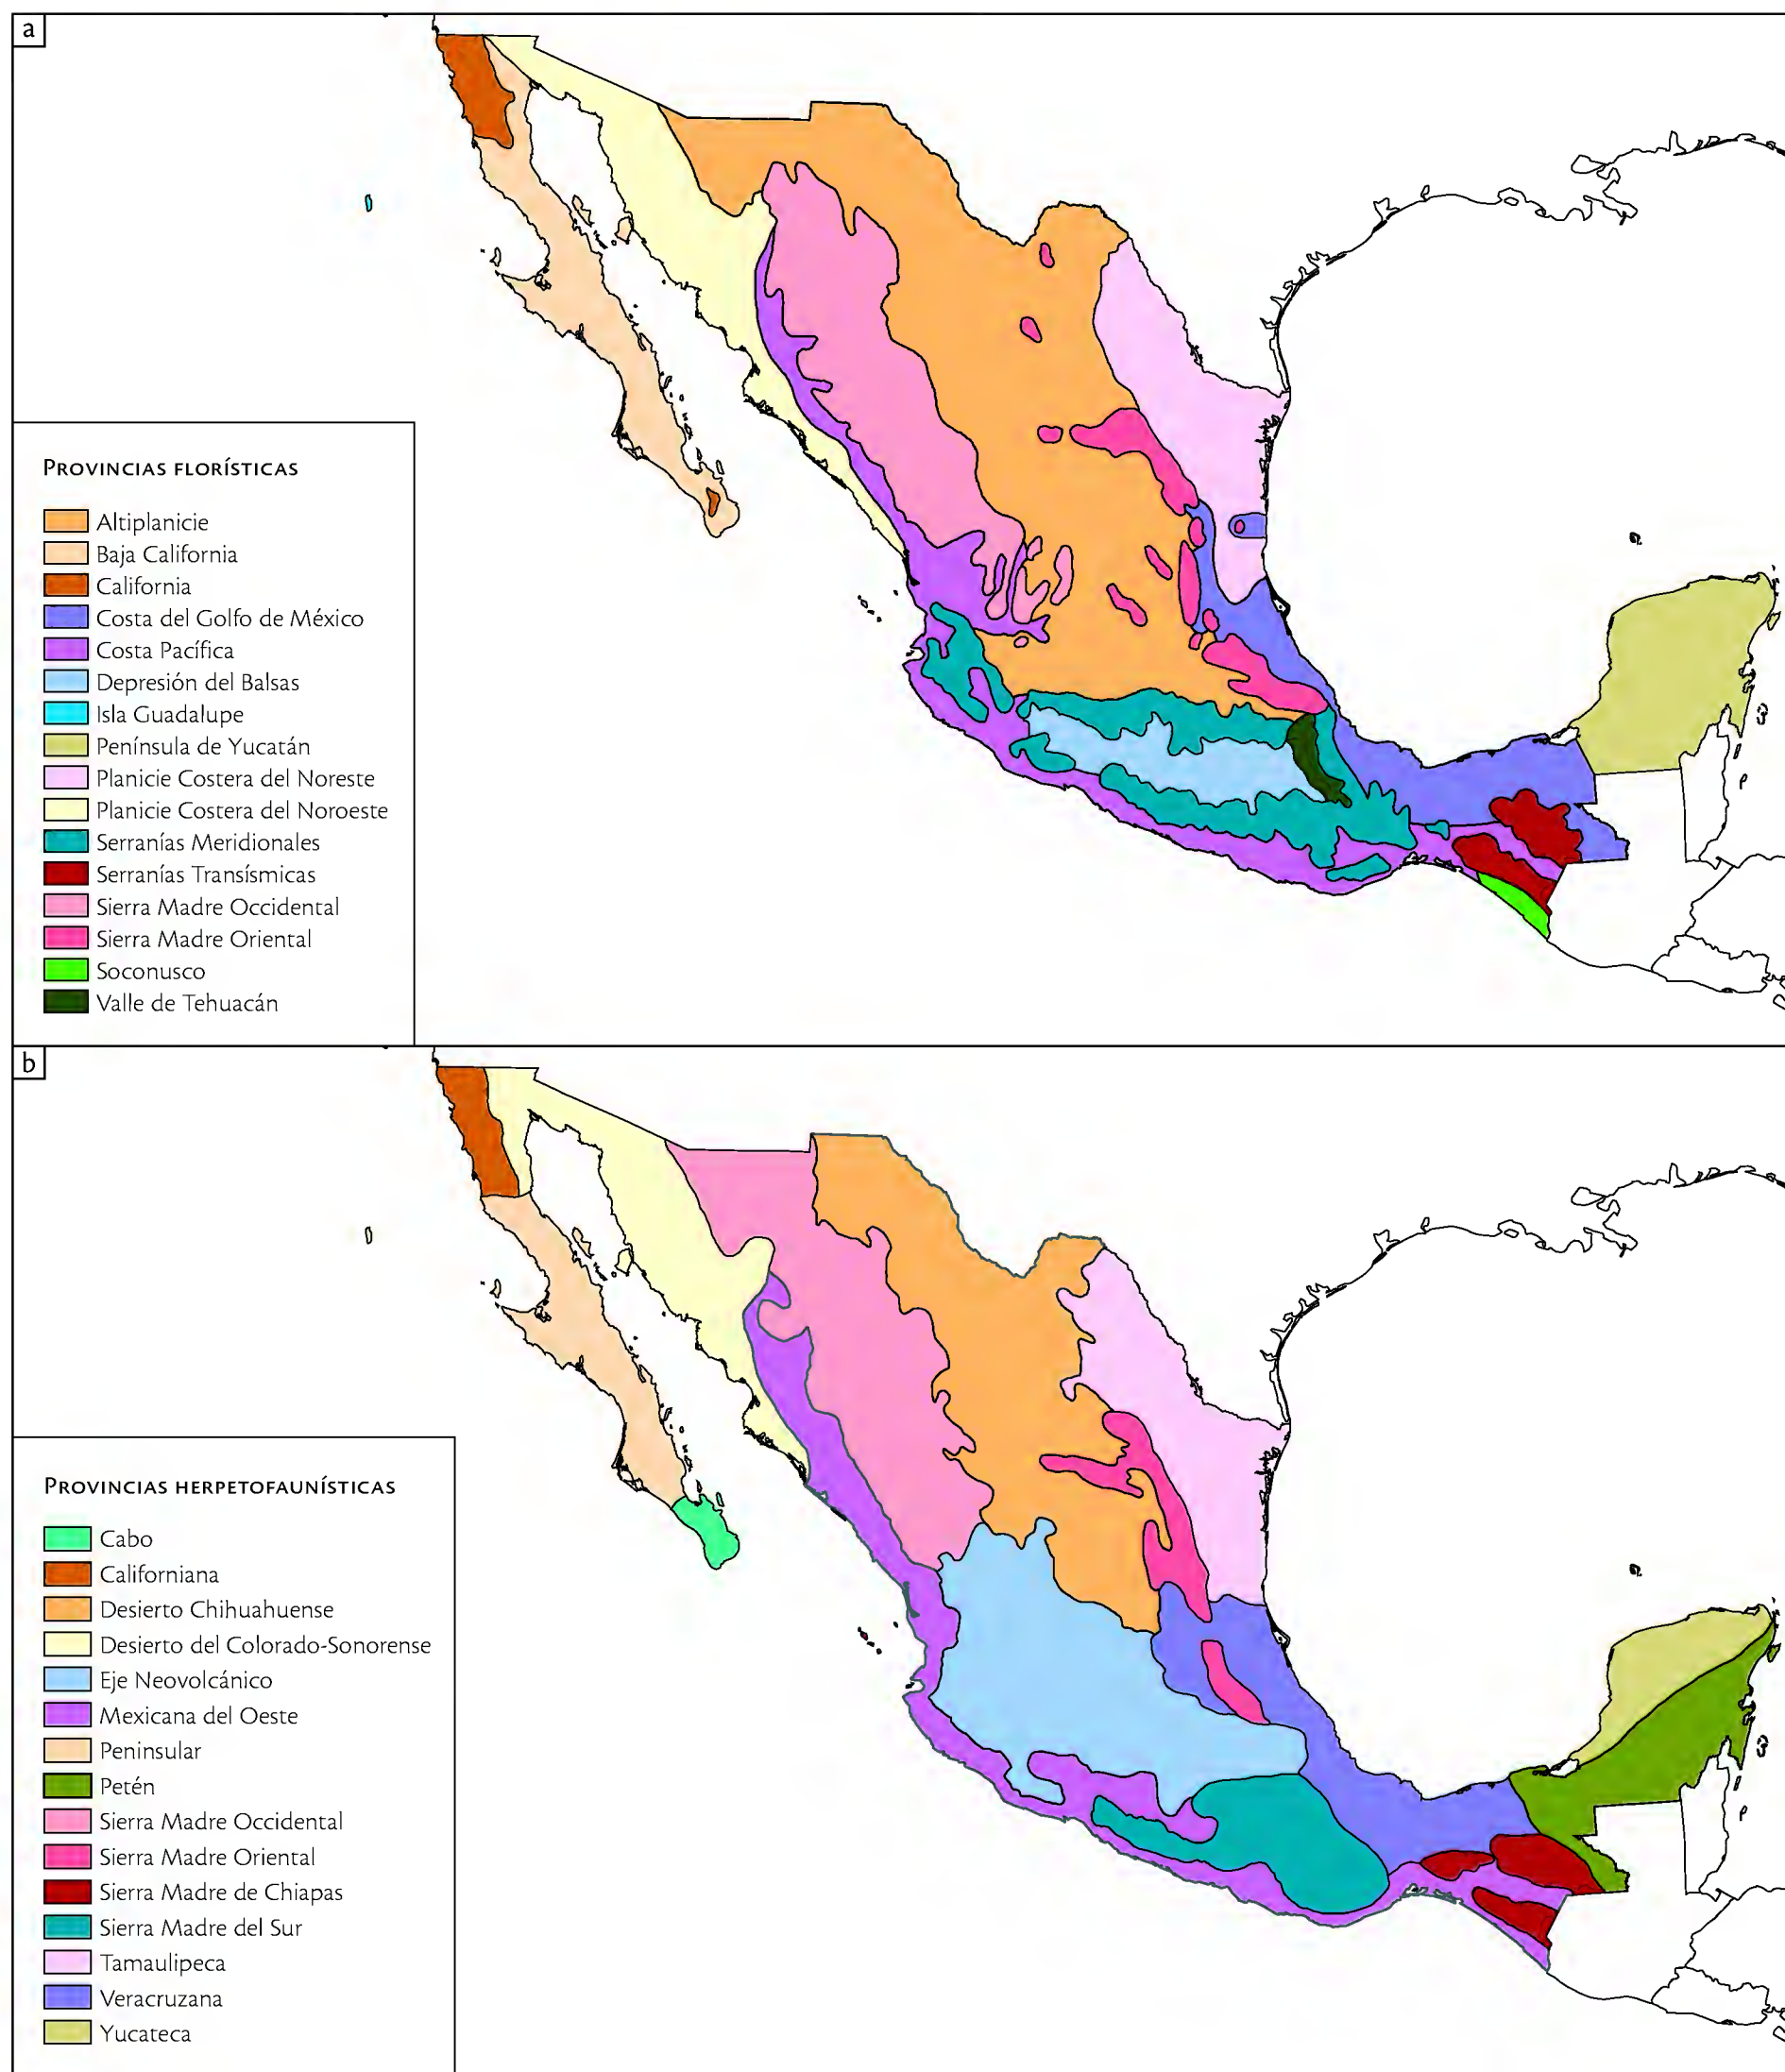 a
PROVINCIAS FLORÍSTICAS
Altiplanicie
Baja California
California
Costa del Golfo de México
Costa Pacífica
Depresión del Balsas
Isla Guadalupe
Península de Yucatán
Planicie Costera del Noreste
Planicie Costera del Noroeste
Serranías Meridionales
Serranías Transísmicas
Sierra Madre Occidental
Sierra Madre Oriental
Soconusco
Valle de Tehuacán
b
PROVINCIAS HERPETOFAUNÍSTICAS
Cabo
Californiana
Desierto Chihuahuense
Desierto del Colorado-Sonorense
Eje Neovolcánico
Mexicana del Oeste
Peninsular
Petén
Sierra Madre Occidental
Sierra Madre Oriental
Sierra Madre de Chiapas
Sierra Madre del Sur
Tamaulipeca
Veracruzana
Yucateca